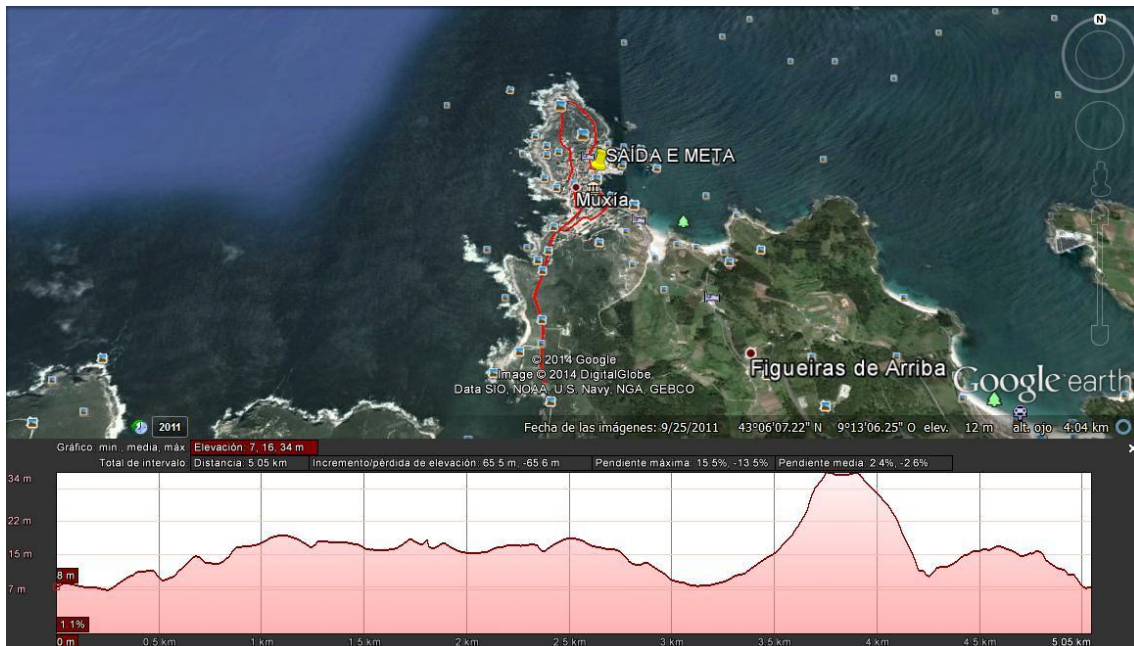 N
SAÍDA E META
Muxía
Figueiras de Arriba
© 2014 Google
Image © 2014 DigitalGlobe
Data SIO, NOAA, U.S. Navy, NGA, GEBCO
Google earth
2011
Fecha de las imágenes: 9/25/2011 43°06'07.22" N 9°13'06.25" O elev. 12 m alt. ojo 4.04 km
Gráfico: mín., media, máx. Elevación: 7, 16, 34 m
Total de intervalo: Distancia: 5.05 km Incremento/pérdida de elevación: 65.5 m, -65.6 m Pendiente máxima: 15.5%, -13.5% Pendiente media: 2.4%, -2.6%
34 m
22 m
15 m
8 m
7 m
1.1%
0 m 0.5 km 1 km 1.5 km 2 km 2.5 km 3 km 3.5 km 4 km 4.5 km 5.05 km